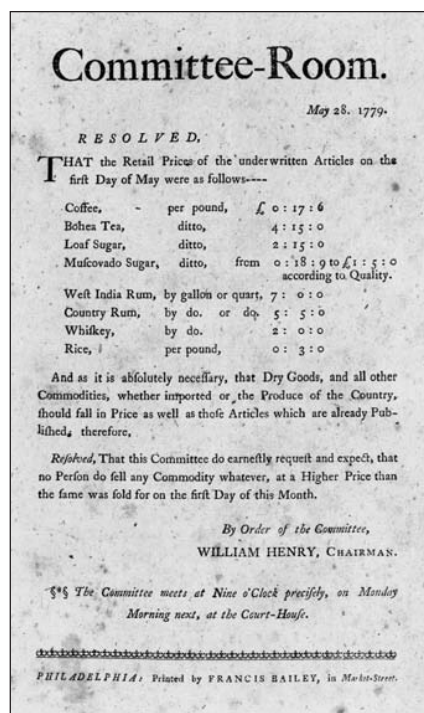 Committee-Room.
May 28. 1779.
RESOLVED,
THAT the Retail Prices of the underwritten Articles on the
firſt Day of May were as follows----
Coffee, - per pound, £ 0 : 17 : 6
Bohea Tea, ditto, 4 : 15 : 0
Loaf Sugar, ditto, 2 : 15 : 0
Muſcovado Sugar, ditto, from 0 : 18 : 9 to £ 1 : 5 : 0
according to Quality.
Weſt India Rum, by gallon or quart, 7 : 0 : 0
Country Rum, by do. or do. 5 : 5 : 0
Whiſkey, by do. 2 : 0 : 0
Rice, per pound, 0 : 3 : 0
And as it is abſolutely neceſſary, that Dry Goods, and all other
Commodities, whether imported or the Produce of the Country,
ſhould fall in Price as well as thoſe Articles which are already Pub-
liſhed, therefore,
Reſolved, That this Committee do earneſtly requeſt and expect, that
no Perſon do ſell any Commodity whatever, at a Higher Price than
the ſame was ſold for on the firſt Day of this Month.
By Order of the Committee,
WILLIAM HENRY, CHAIRMAN.
§*§ The Committee meets at Nine o'Clock preciſely, on Monday
Morning next, at the Court-Houſe.
PHILADELPHIA: Printed by FRANCIS BAILEY, in Market-Street.